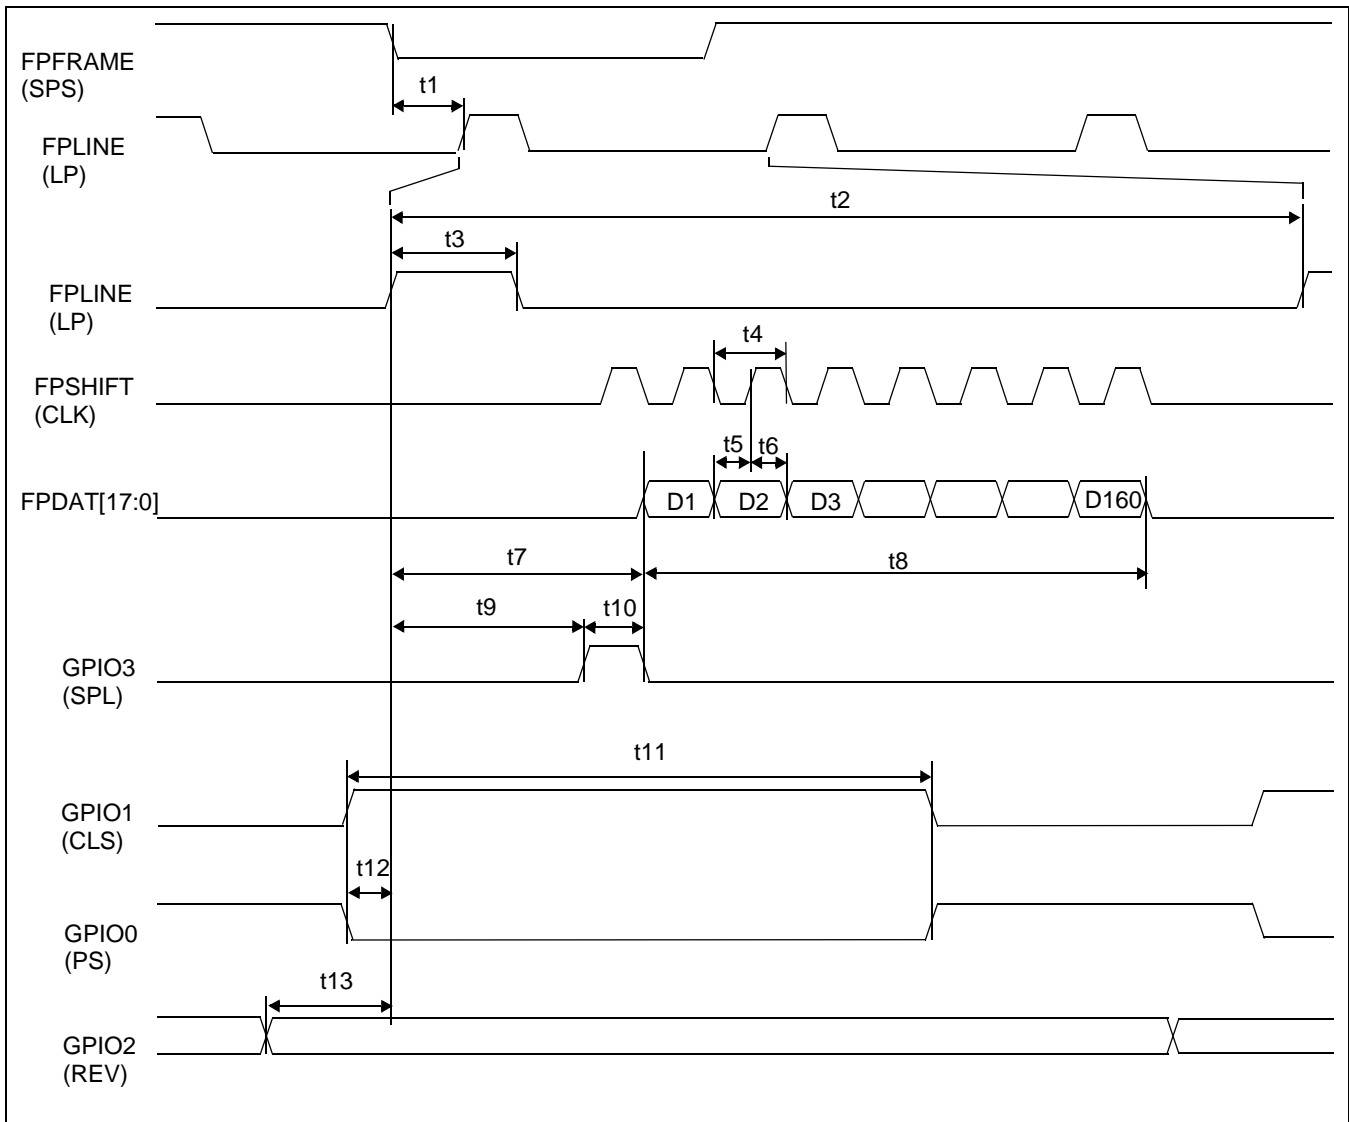 FPFRAME
(SPS)
t1
FPLINE
(LP)
t2
t3
FPLINE
(LP)
t4
FPSHIFT
(CLK)
t5 t6
FPDAT[17:0]
D1 D2 D3 D160
t7
t8
t9 t10
GPIO3
(SPL)
t11
GPIO1
(CLS)
t12
GPIO0
(PS)
t13
GPIO2
(REV)